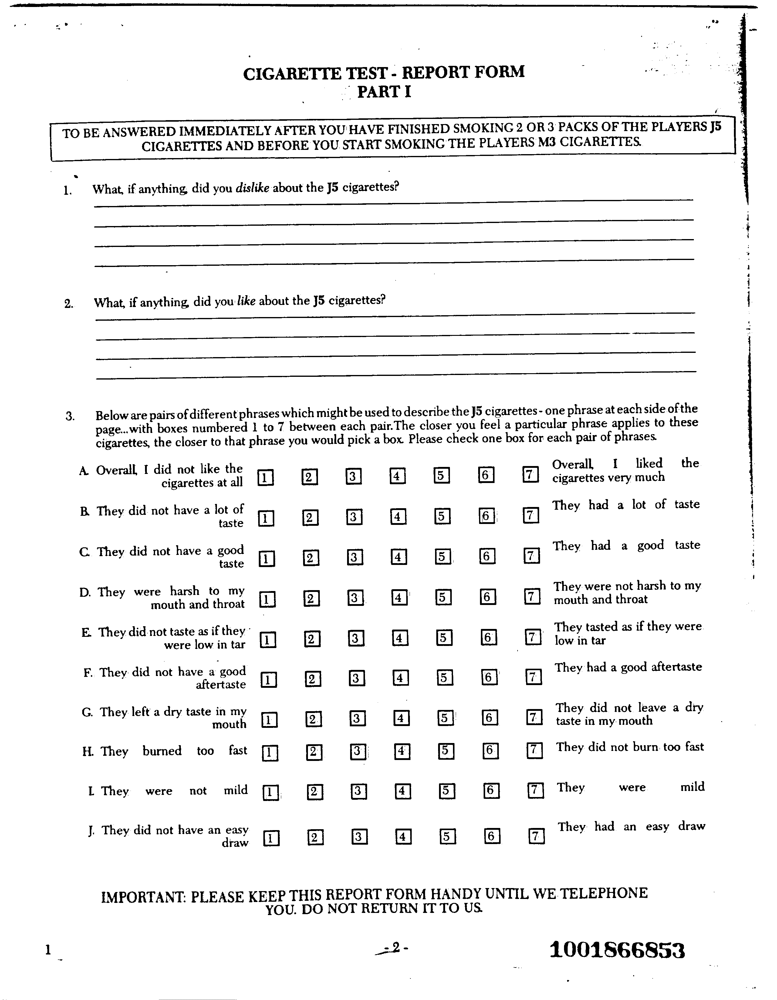 CIGARETTE TEST - REPORT FORM
PART I
TO BE ANSWERED IMMEDIATELY AFTER YOU HAVE FINISHED SMOKING 2 OR 3 PACKS OF THE PLAYERS J5
CIGARETTES AND BEFORE YOU START SMOKING THE PLAYERS M3 CIGARETTES.
1. What, if anything, did you dislike about the J5 cigarettes?
2. What, if anything, did you like about the J5 cigarettes?
3. Below are pairs of different phrases which might be used to describe the J5 cigarettes - one phrase at each side of the
page...with boxes numbered 1 to 7 between each pair. The closer you feel a particular phrase applies to these
cigarettes, the closer to that phrase you would pick a box. Please check one box for each pair of phrases.
A. Overall, I did not like the cigarettes at all 1 2 3 4 5 6 7 Overall, I liked the cigarettes very much
B. They did not have a lot of taste 1 2 3 4 5 6 7 They had a lot of taste
C. They did not have a good taste 1 2 3 4 5 6 7 They had a good taste
D. They were harsh to my mouth and throat 1 2 3 4 5 6 7 They were not harsh to my mouth and throat
E. They did not taste as if they were low in tar 1 2 3 4 5 6 7 They tasted as if they were low in tar
F. They did not have a good aftertaste 1 2 3 4 5 6 7 They had a good aftertaste
G. They left a dry taste in my mouth 1 2 3 4 5 6 7 They did not leave a dry taste in my mouth
H. They burned too fast 1 2 3 4 5 6 7 They did not burn too fast
I. They were not mild 1 2 3 4 5 6 7 They were mild
J. They did not have an easy draw 1 2 3 4 5 6 7 They had an easy draw
IMPORTANT: PLEASE KEEP THIS REPORT FORM HANDY UNTIL WE TELEPHONE
YOU. DO NOT RETURN IT TO US.
1 - 2 - 1001866853